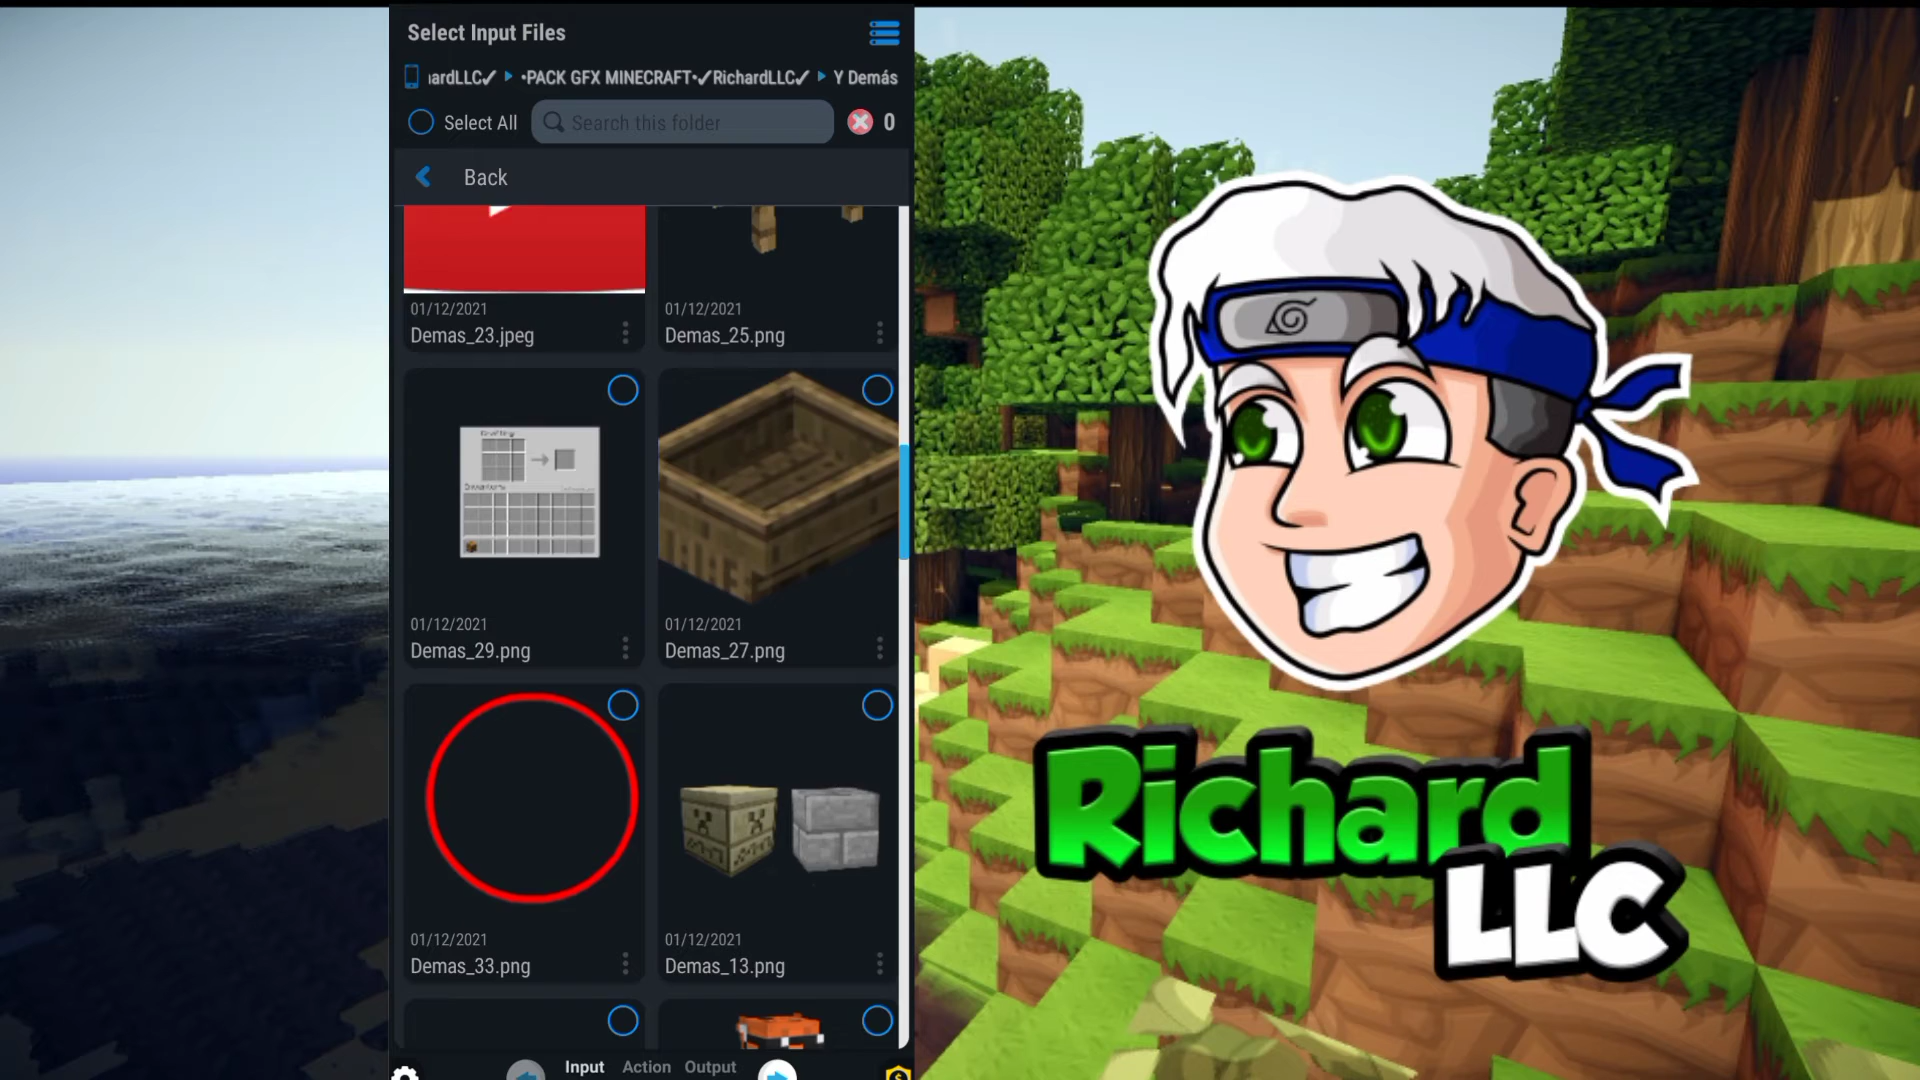 Select Input Files
ardLLC✓ ▶ •PACK GFX MINECRAFT•✓RichardLLC✓ ▶ Y Demás
Select All
Search this folder
0
Back
01/12/2021
Demas_23.jpeg
01/12/2021
Demas_25.png
01/12/2021
Demas_29.png
01/12/2021
Demas_27.png
01/12/2021
Demas_33.png
01/12/2021
Demas_13.png
Input
Action
Output
Richard
LLC